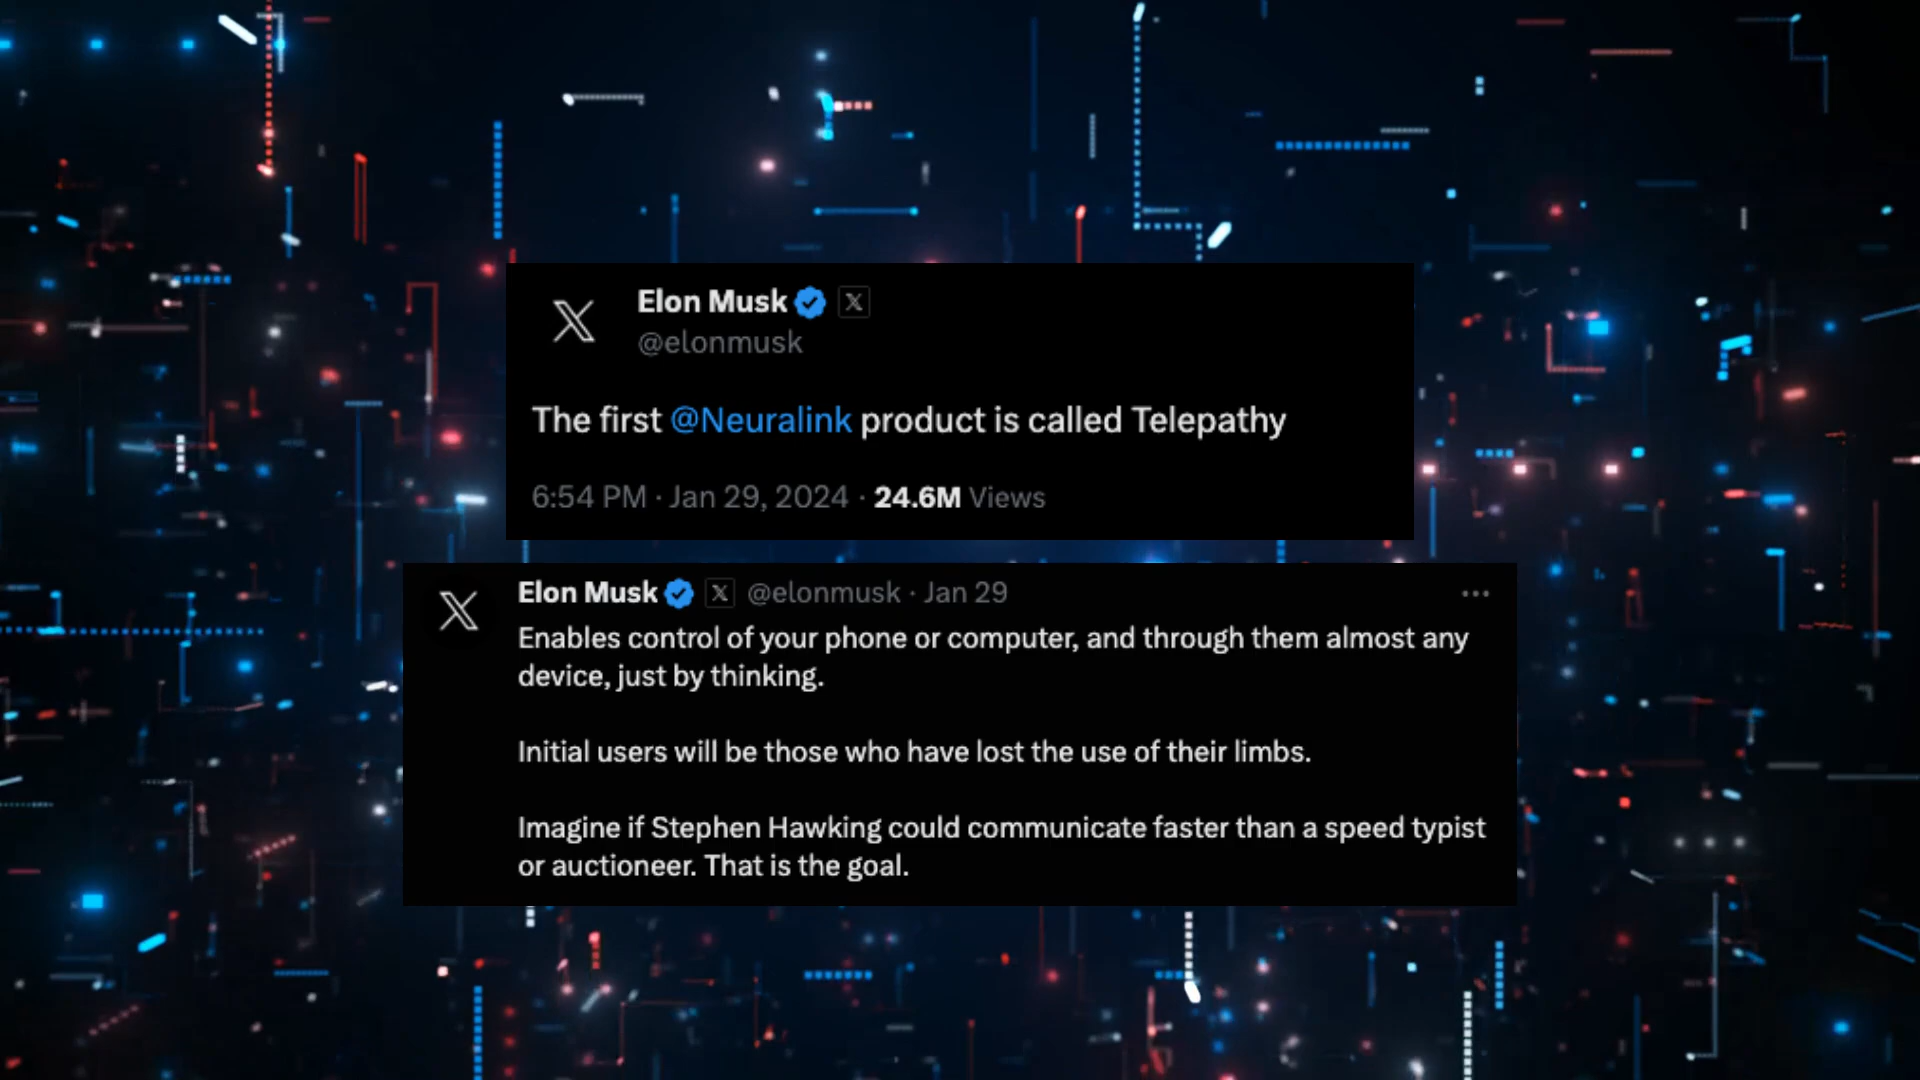 Elon Musk
@elonmusk
The first @Neuralink product is called Telepathy
6:54 PM · Jan 29, 2024 · 24.6M Views
Elon Musk @elonmusk · Jan 29
Enables control of your phone or computer, and through them almost any
device, just by thinking.
Initial users will be those who have lost the use of their limbs.
Imagine if Stephen Hawking could communicate faster than a speed typist
or auctioneer. That is the goal.